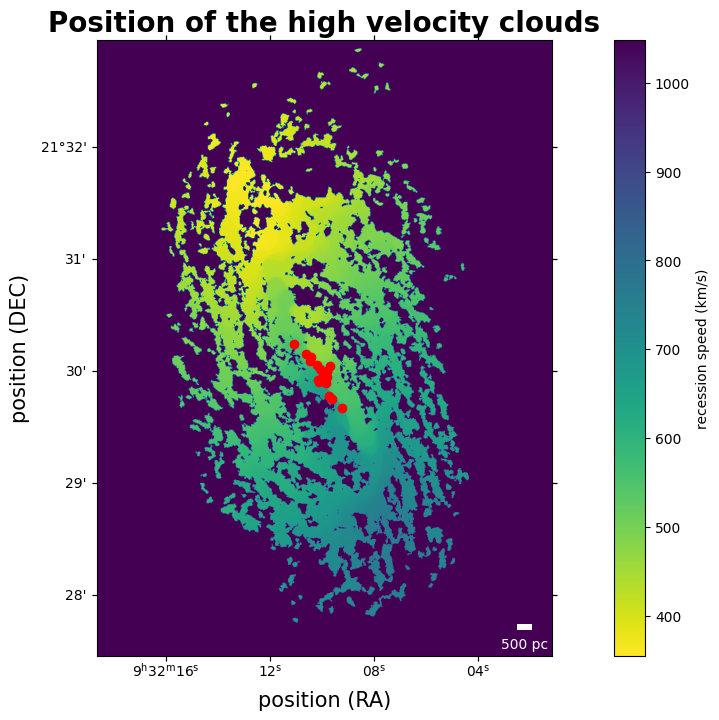 Position of the high velocity clouds
21°32'
31'
30'
29'
28'
position (DEC)
9ʰ32ᵐ16ˢ 12ˢ 08ˢ 04ˢ
position (RA)
500 pc
1000
900
800
700
600
500
400
recession speed (km/s)